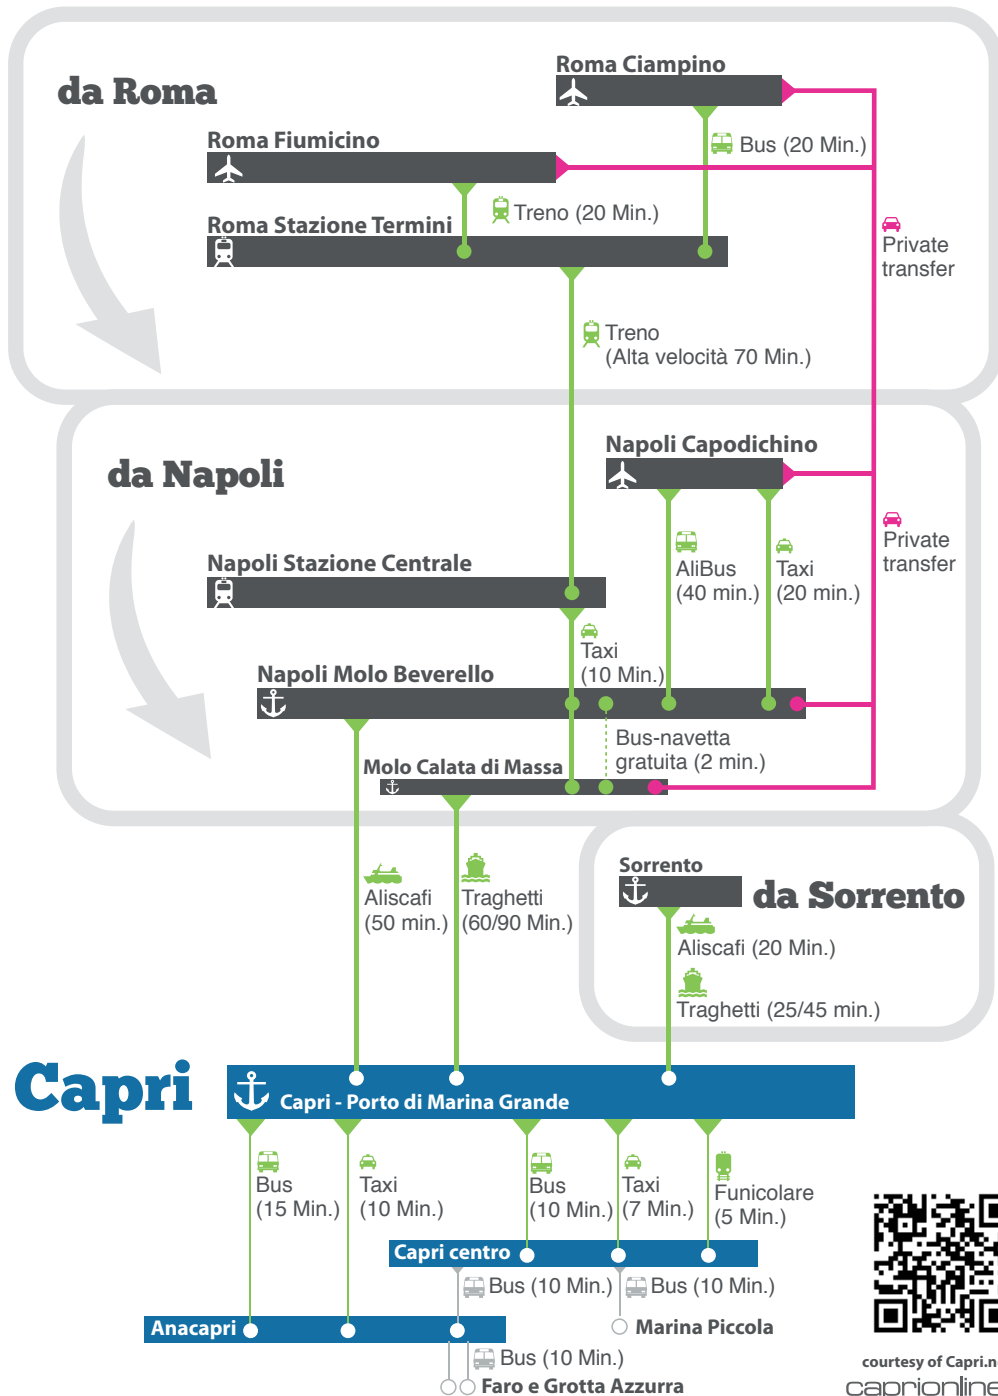 da Roma
Roma Ciampino
Bus (20 Min.)
Roma Fiumicino
Treno (20 Min.)
Roma Stazione Termini
Private
transfer
Treno
(Alta velocità 70 Min.)
da Napoli
Napoli Capodichino
Private
transfer
AliBus
(40 min.)
Taxi
(20 min.)
Napoli Stazione Centrale
Taxi
(10 Min.)
Napoli Molo Beverello
Bus-navetta
gratuita (2 min.)
Molo Calata di Massa
Aliscafi
(50 min.)
Traghetti
(60/90 Min.)
Sorrento
da Sorrento
Aliscafi (20 Min.)
Traghetti (25/45 min.)
Capri
Capri - Porto di Marina Grande
Bus
(15 Min.)
Taxi
(10 Min.)
Bus
(10 Min.)
Taxi
(7 Min.)
Funicolare
(5 Min.)
Capri centro
Bus (10 Min.)
Bus (10 Min.)
Anacapri
Marina Piccola
Bus (10 Min.)
Faro e Grotta Azzurra
courtesy of Capri.n
caprionline